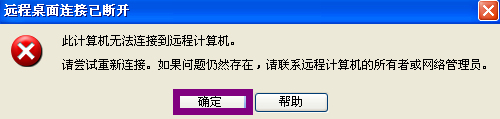 远程桌面连接已断开
此计算机无法连接到远程计算机。
请尝试重新连接。如果问题仍然存在，请联系远程计算机的所有者或网络管理员。
确定
帮助